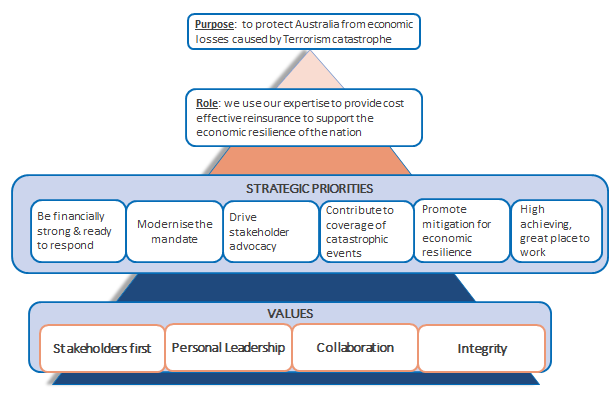 Purpose: to protect Australia from economic
losses caused by Terrorism catastrophe
Role: we use our expertise to provide cost
effective reinsurance to support the
economic resilience of the nation
STRATEGIC PRIORITIES
Be financially
strong & ready
to respond
Modernise the
mandate
Drive
stakeholder
advocacy
Contribute to
coverage of
catastrophic
events
Promote
mitigation for
economic
resilience
High
achieving,
great place to
work
VALUES
Stakeholders first
Personal Leadership
Collaboration
Integrity